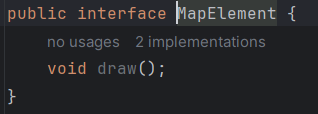 public interface MapElement {
no usages 2 implementations
void draw();
}